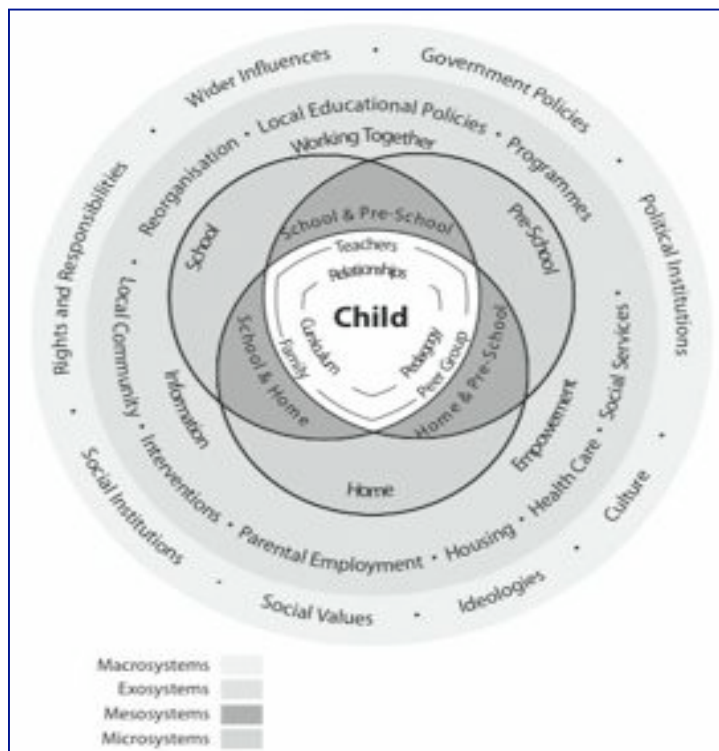 Wider Influences • Government Policies • Political Institutions • Culture • Ideologies • Social Values • Social Institutions • Rights and Responsibilities •
Reorganisation • Local Educational Policies • Programmes
Social Services • Health Care • Housing • Parental Employment • Interventions • Local Community •
Working Together
School
Pre-School
School & Pre-School
Teachers
Relationships
Child
Curriculum
Pedagogy
Family
Peer Group
School & Home
Home & Pre-School
Information
Empowerment
Home
Macrosystems
Exosystems
Mesosystems
Microsystems